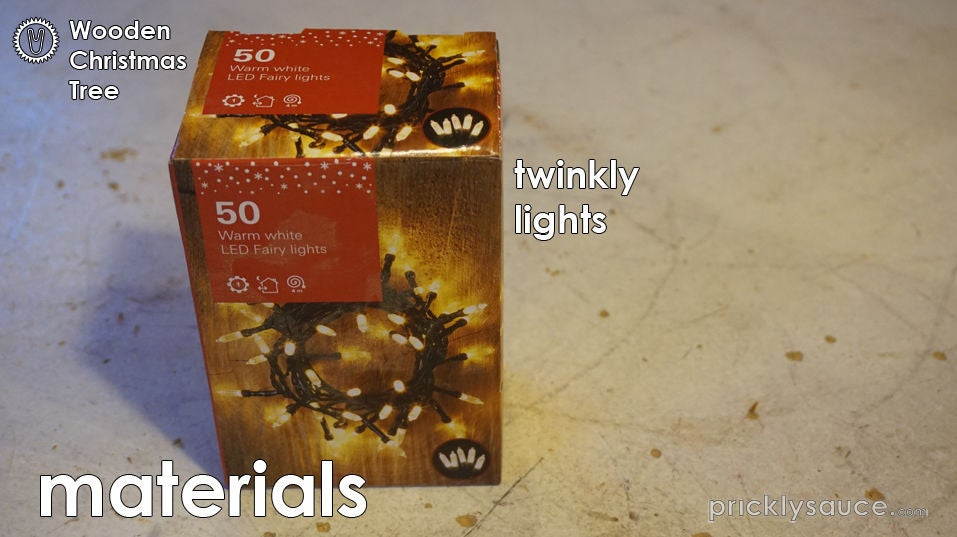 Wooden
Christmas
Tree
50
Warm white
LED Fairy lights
50
Warm white
LED Fairy lights
4 m
twinkly
lights
materials
pricklysauce.com